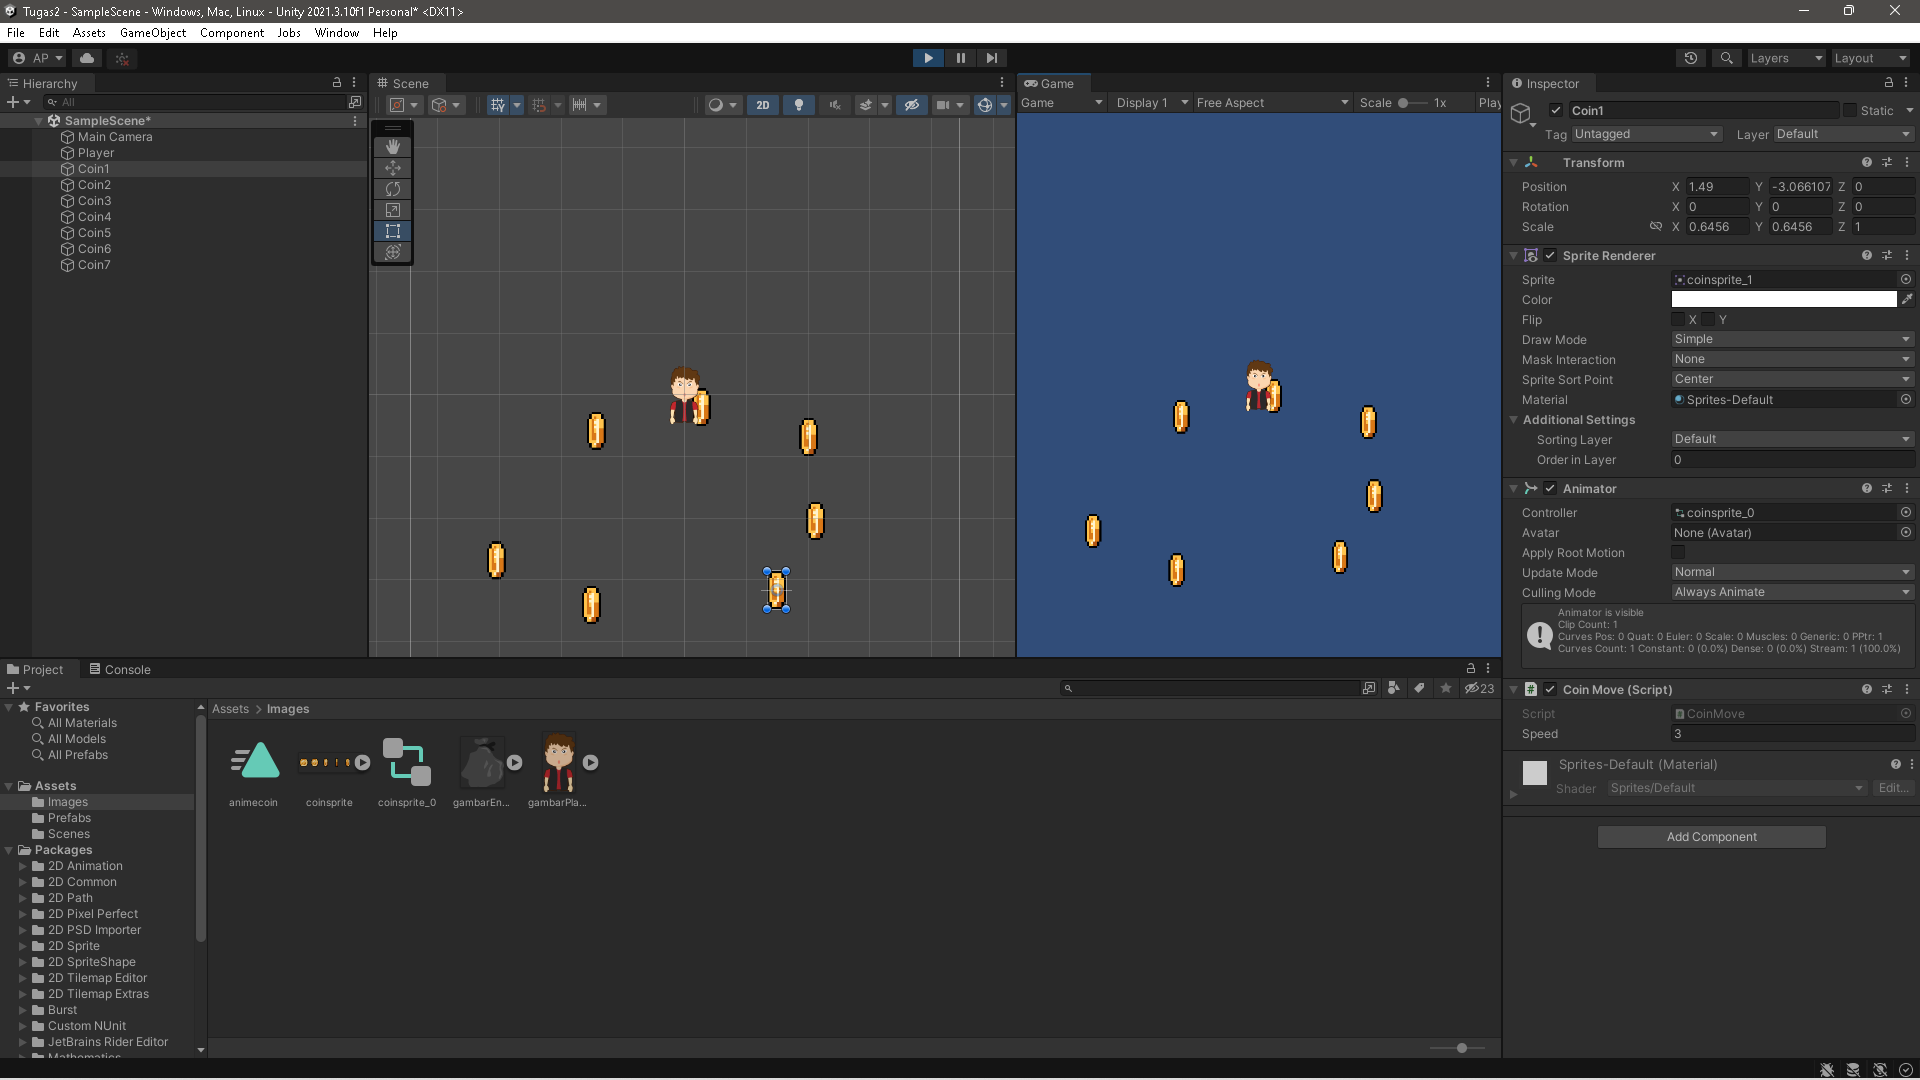 Tugas2 - SampleScene - Windows, Mac, Linux - Unity 2021.3.10f1 Personal* <DX11>
File Edit Assets GameObject Component Jobs Window Help
AP
Layers Layout
Hierarchy
All
SampleScene*
Main Camera
Player
Coin1
Coin2
Coin3
Coin4
Coin5
Coin6
Coin7
Scene
2D
Game
Game Display 1 Free Aspect Scale 1x Play
Inspector
Coin1 Static
Tag Untagged Layer Default
Transform
Position X 1.49 Y -3.066107 Z 0
Rotation X 0 Y 0 Z 0
Scale X 0.6456 Y 0.6456 Z 1
Sprite Renderer
Sprite coinsprite_1
Color
Flip X Y
Draw Mode Simple
Mask Interaction None
Sprite Sort Point Center
Material Sprites-Default
Additional Settings
Sorting Layer Default
Order in Layer 0
Animator
Controller coinsprite_0
Avatar None (Avatar)
Apply Root Motion
Update Mode Normal
Culling Mode Always Animate
Animator is visible
Clip Count: 1
Curves Pos: 0 Quat: 0 Euler: 0 Scale: 0 Muscles: 0 Generic: 0 PPtr: 1
Curves Count: 1 Constant: 0 (0.0%) Dense: 0 (0.0%) Stream: 1 (100.0%)
Coin Move (Script)
Script CoinMove
Speed 3
Sprites-Default (Material)
Shader Sprites/Default Edit...
Add Component
Project Console
23
Favorites
All Materials
All Models
All Prefabs
Assets
Images
Prefabs
Scenes
Packages
2D Animation
2D Common
2D Path
2D Pixel Perfect
2D PSD Importer
2D Sprite
2D SpriteShape
2D Tilemap Editor
2D Tilemap Extras
Burst
Custom NUnit
JetBrains Rider Editor
Mathematics
Assets > Images
animecoin coinsprite coinsprite_0 gambarEn... gambarPla...